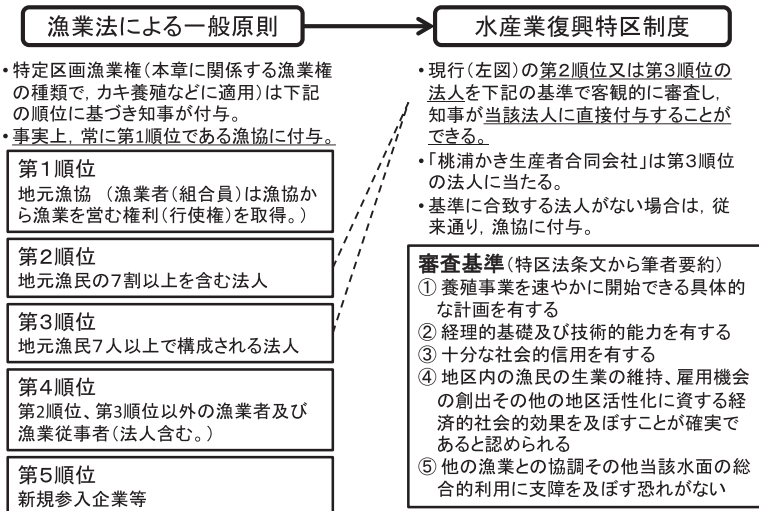 漁業法による一般原則
水産業復興特区制度
・特定区画漁業権（本章に関係する漁業権
の種類で，カキ養殖などに適用）は下記
の順位に基づき知事が付与。
・事実上，常に第1順位である漁協に付与。
第１順位
地元漁協　（漁業者（組合員）は漁協か
ら漁業を営む権利（行使権）を取得。）
第２順位
地元漁民の７割以上を含む法人
第３順位
地元漁民７人以上で構成される法人
第４順位
第2順位、第3順位以外の漁業者及び
漁業従事者（法人含む。）
第５順位
新規参入企業等
・現行（左図）の第２順位又は第３順位の
法人を下記の基準で客観的に審査し，
知事が当該法人に直接付与することが
できる。
・「桃浦かき生産者合同会社」は第３順位
の法人に当たる。
・基準に合致する法人がない場合は，従
来通り，漁協に付与。
審査基準（特区法条文から筆者要約）
① 養殖事業を速やかに開始できる具体的
な計画を有する
② 経理的基礎及び技術的能力を有する
③ 十分な社会的信用を有する
④ 地区内の漁民の生業の維持、雇用機会
の創出その他の地区活性化に資する経
済的社会的効果を及ぼすことが確実で
あると認められる
⑤ 他の漁業との協調その他当該水面の総
合的利用に支障を及ぼす恐れがない